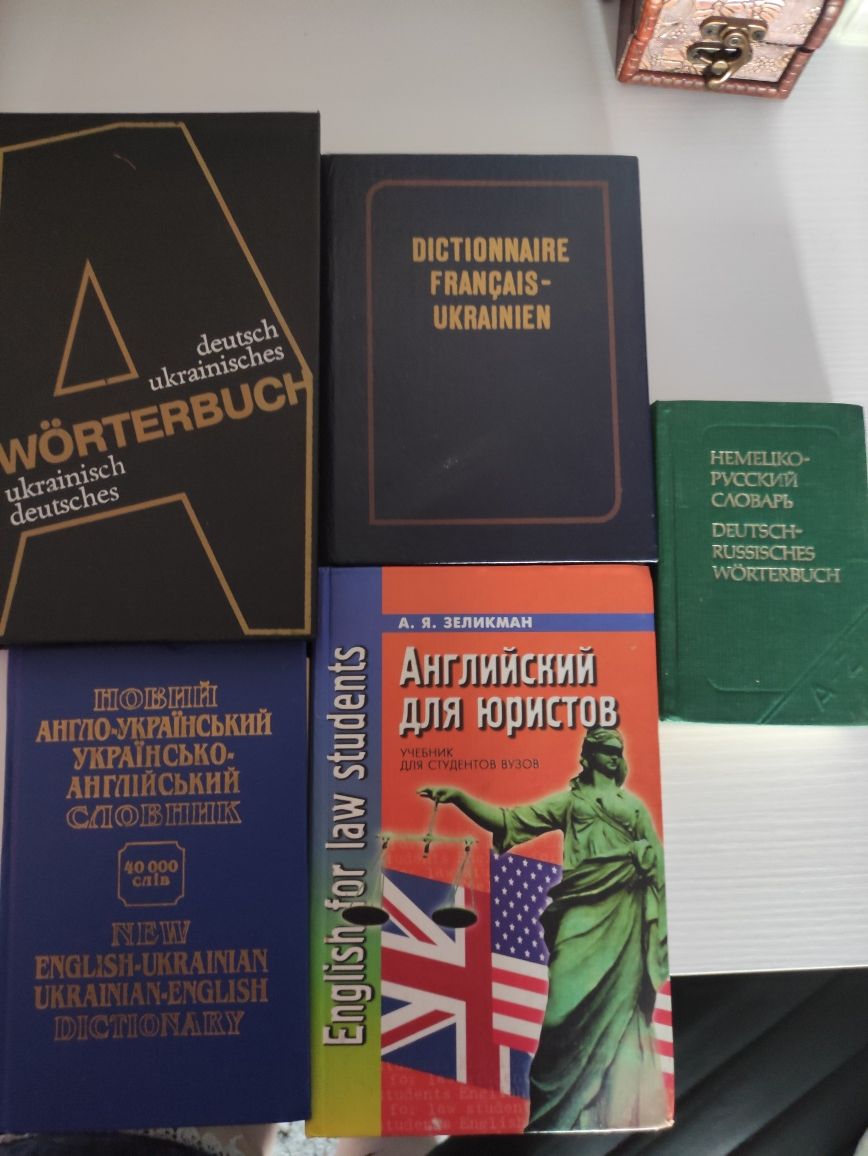 deutsch
ukrainisches
WÖRTERBUCH
ukrainisch
deutsches
DICTIONNAIRE
FRANÇAIS-
UKRAINIEN
НЕМЕЦКО-
РУССКИЙ
СЛОВАРЬ
DEUTSCH-
RUSSISCHES
WÖRTERBUCH
A-Z
НОВИЙ
АНГЛО-УКРАЇНСЬКИЙ
УКРАЇНСЬКО-
АНГЛІЙСЬКИЙ
СЛОВНИК
40 000
слів
NEW
ENGLISH-UKRAINIAN
UKRAINIAN-ENGLISH
DICTIONARY
А. Я. ЗЕЛИКМАН
Английский
для юристов
УЧЕБНИК
ДЛЯ СТУДЕНТОВ ВУЗОВ
English for law students